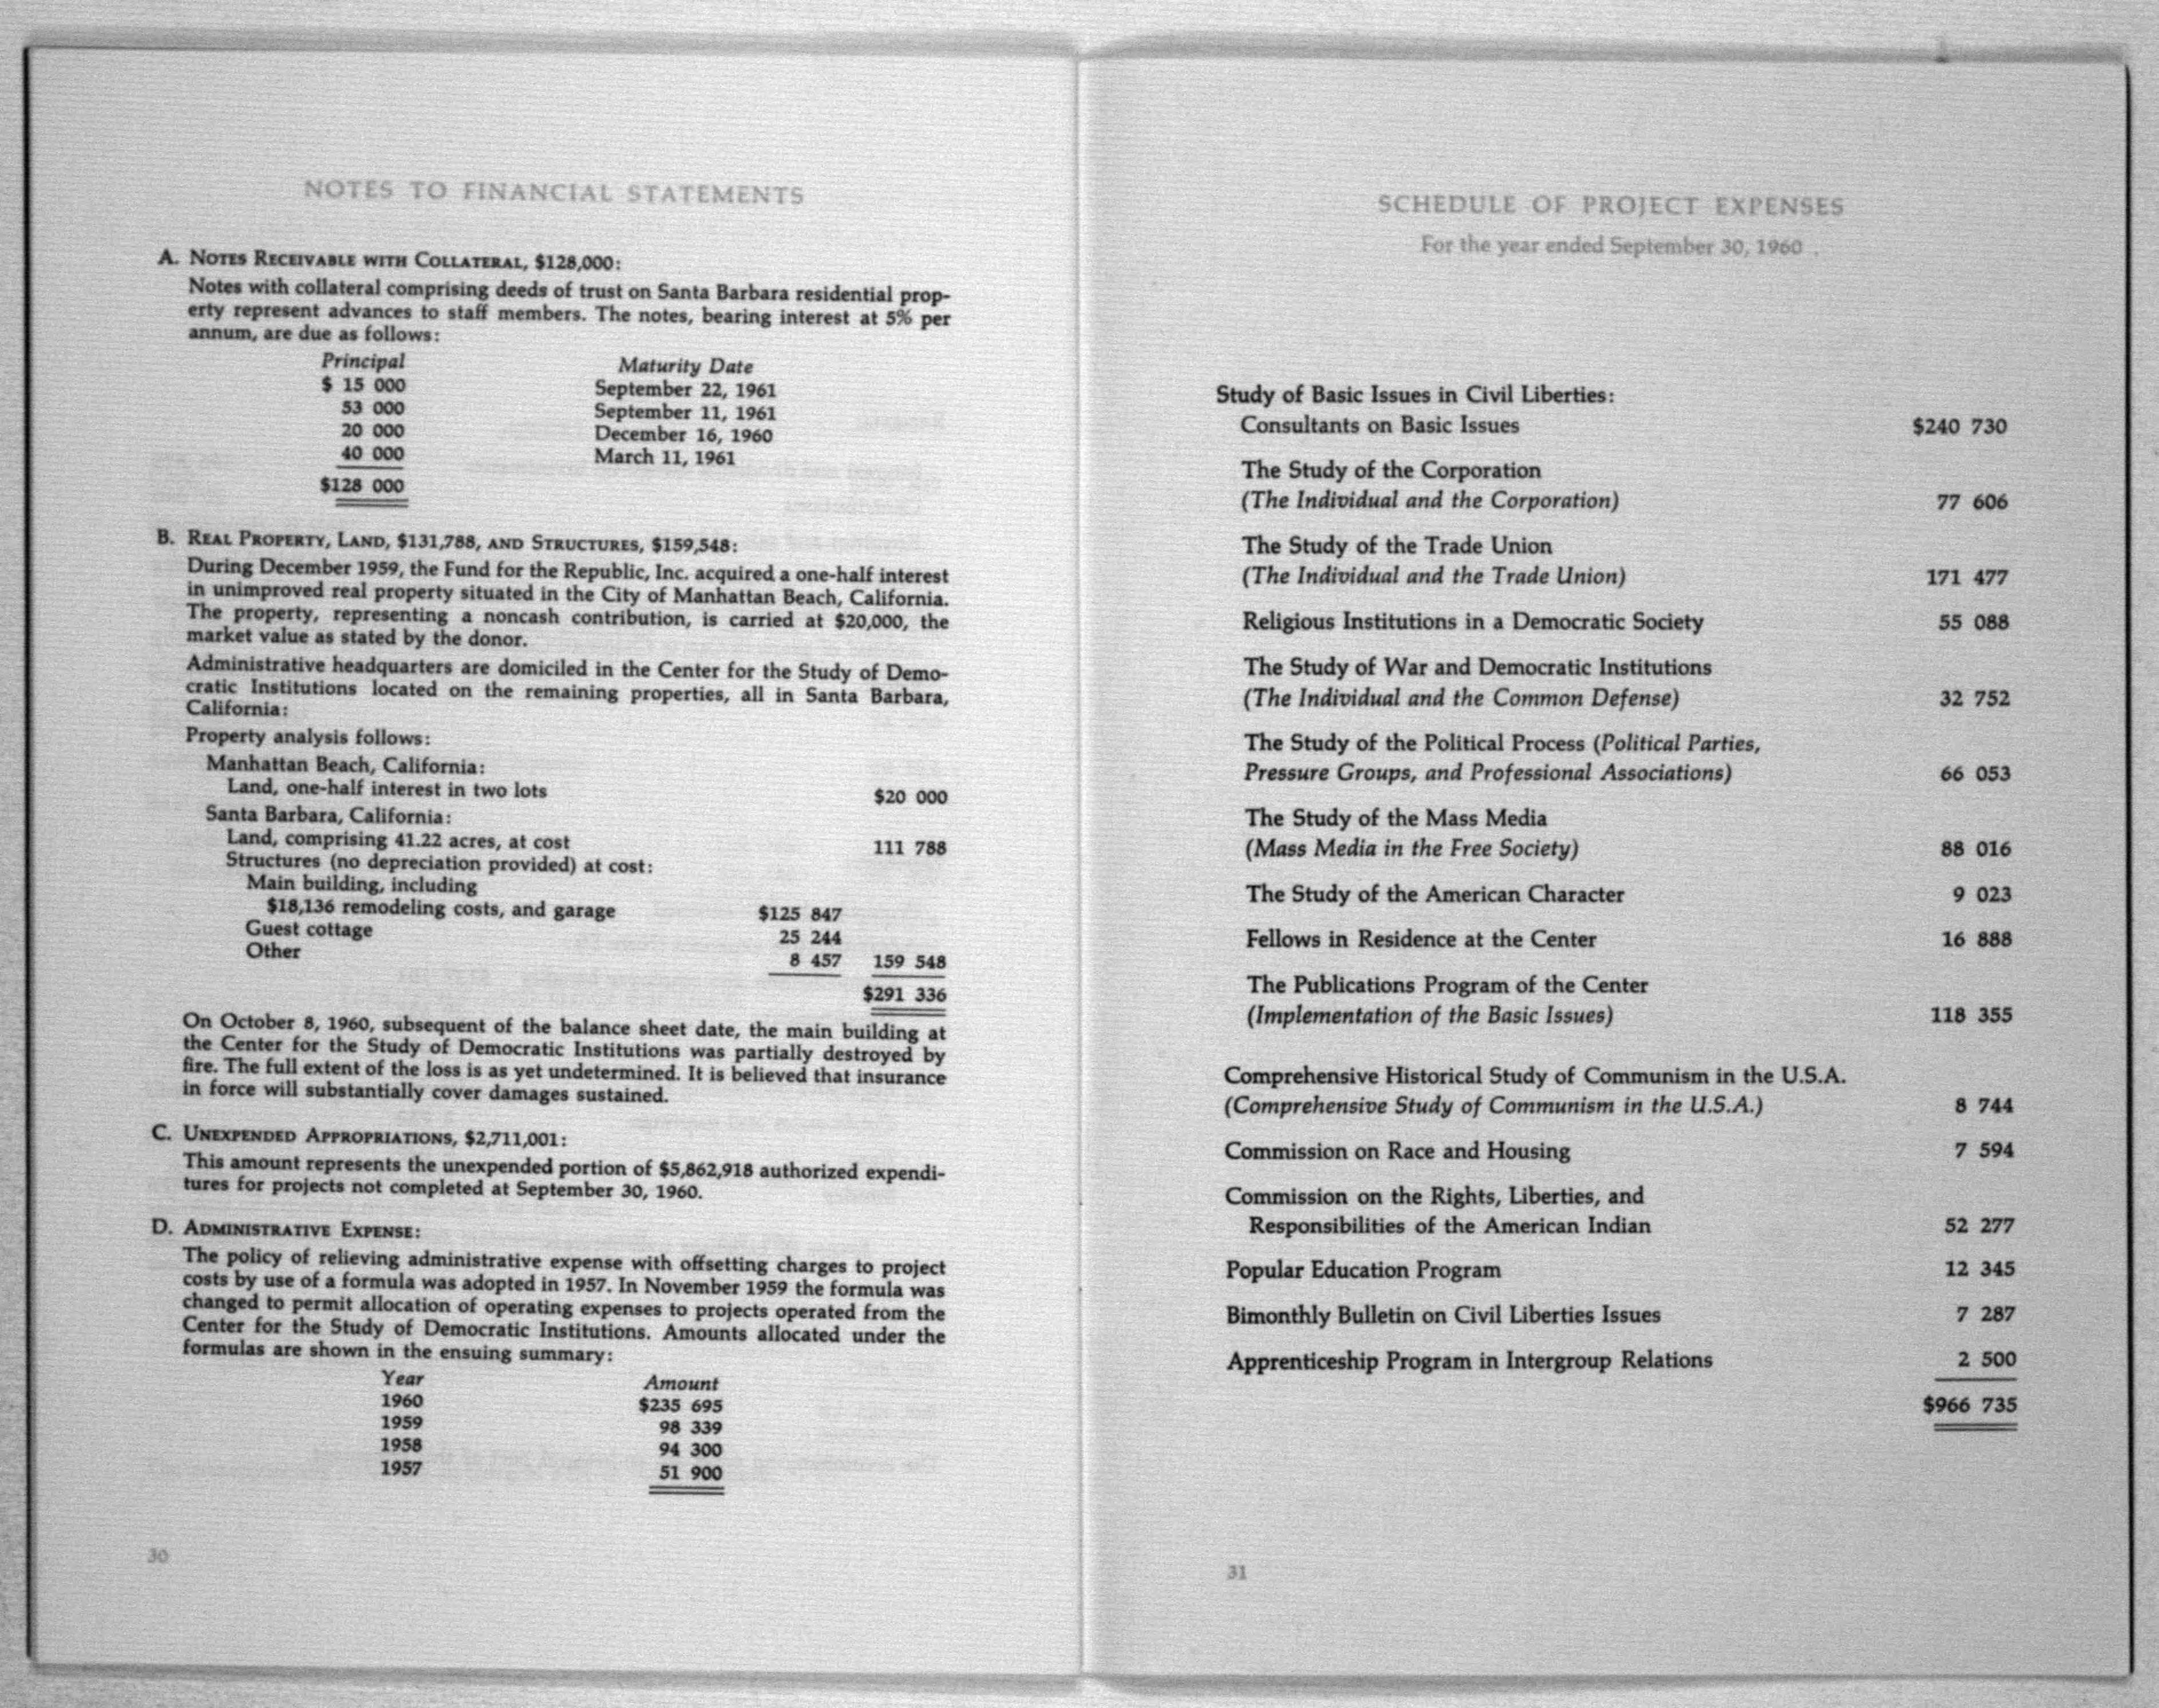 NOTES TO FINANCIAL STATEMENTS
A. NOTES RECEIVABLE WITH COLLATERAL, $128,000:
Notes with collateral comprising deeds of trust on Santa Barbara residential prop-
erty represent advances to staff members. The notes, bearing interest at 5% per
annum, are due as follows:
Principal Maturity Date
$ 15 000 September 22, 1961
53 000 September 11, 1961
20 000 December 16, 1960
40 000 March 11, 1961
$128 000
B. REAL PROPERTY, LAND, $131,788, AND STRUCTURES, $159,548:
During December 1959, the Fund for the Republic, Inc. acquired a one-half interest
in unimproved real property situated in the City of Manhattan Beach, California.
The property, representing a noncash contribution, is carried at $20,000, the
market value as stated by the donor.
Administrative headquarters are domiciled in the Center for the Study of Demo-
cratic Institutions located on the remaining properties, all in Santa Barbara,
California:
Property analysis follows:
Manhattan Beach, California:
Land, one-half interest in two lots $20 000
Santa Barbara, California:
Land, comprising 41.22 acres, at cost 111 788
Structures (no depreciation provided) at cost:
Main building, including
$18,136 remodeling costs, and garage $125 847
Guest cottage 25 244
Other 8 457 159 548
$291 336
On October 8, 1960, subsequent of the balance sheet date, the main building at
the Center for the Study of Democratic Institutions was partially destroyed by
fire. The full extent of the loss is as yet undetermined. It is believed that insurance
in force will substantially cover damages sustained.
C. UNEXPENDED APPROPRIATIONS, $2,711,001:
This amount represents the unexpended portion of $5,862,918 authorized expendi-
tures for projects not completed at September 30, 1960.
D. ADMINISTRATIVE EXPENSE:
The policy of relieving administrative expense with offsetting charges to project
costs by use of a formula was adopted in 1957. In November 1959 the formula was
changed to permit allocation of operating expenses to projects operated from the
Center for the Study of Democratic Institutions. Amounts allocated under the
formulas are shown in the ensuing summary:
Year Amount
1960 $235 695
1959 98 339
1958 94 300
1957 51 900
30
SCHEDULE OF PROJECT EXPENSES
For the year ended September 30, 1960
Study of Basic Issues in Civil Liberties:
Consultants on Basic Issues $240 730
The Study of the Corporation
(The Individual and the Corporation) 77 606
The Study of the Trade Union
(The Individual and the Trade Union) 171 477
Religious Institutions in a Democratic Society 55 088
The Study of War and Democratic Institutions
(The Individual and the Common Defense) 32 752
The Study of the Political Process (Political Parties,
Pressure Groups, and Professional Associations) 66 053
The Study of the Mass Media
(Mass Media in the Free Society) 88 016
The Study of the American Character 9 023
Fellows in Residence at the Center 16 888
The Publications Program of the Center
(Implementation of the Basic Issues) 118 355
Comprehensive Historical Study of Communism in the U.S.A.
(Comprehensive Study of Communism in the U.S.A.) 8 744
Commission on Race and Housing 7 594
Commission on the Rights, Liberties, and
Responsibilities of the American Indian 52 277
Popular Education Program 12 345
Bimonthly Bulletin on Civil Liberties Issues 7 287
Apprenticeship Program in Intergroup Relations 2 500
$966 735
31